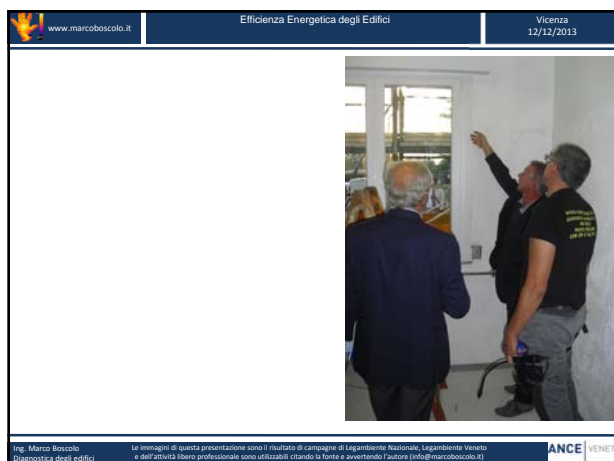 www.marcoboscolo.it
Efficienza Energetica degli Edifici
Vicenza
12/12/2013
Ing. Marco Boscolo
Diagnostica degli edifici
Le immagini di questa presentazione sono il risultato di campagne di Legambiente Nazionale, Legambiente Veneto
e dell'attività libero professionale sono utilizzabili citando la fonte e avvertendo l'autore (info@marcoboscolo.it)
ANCE VENETO